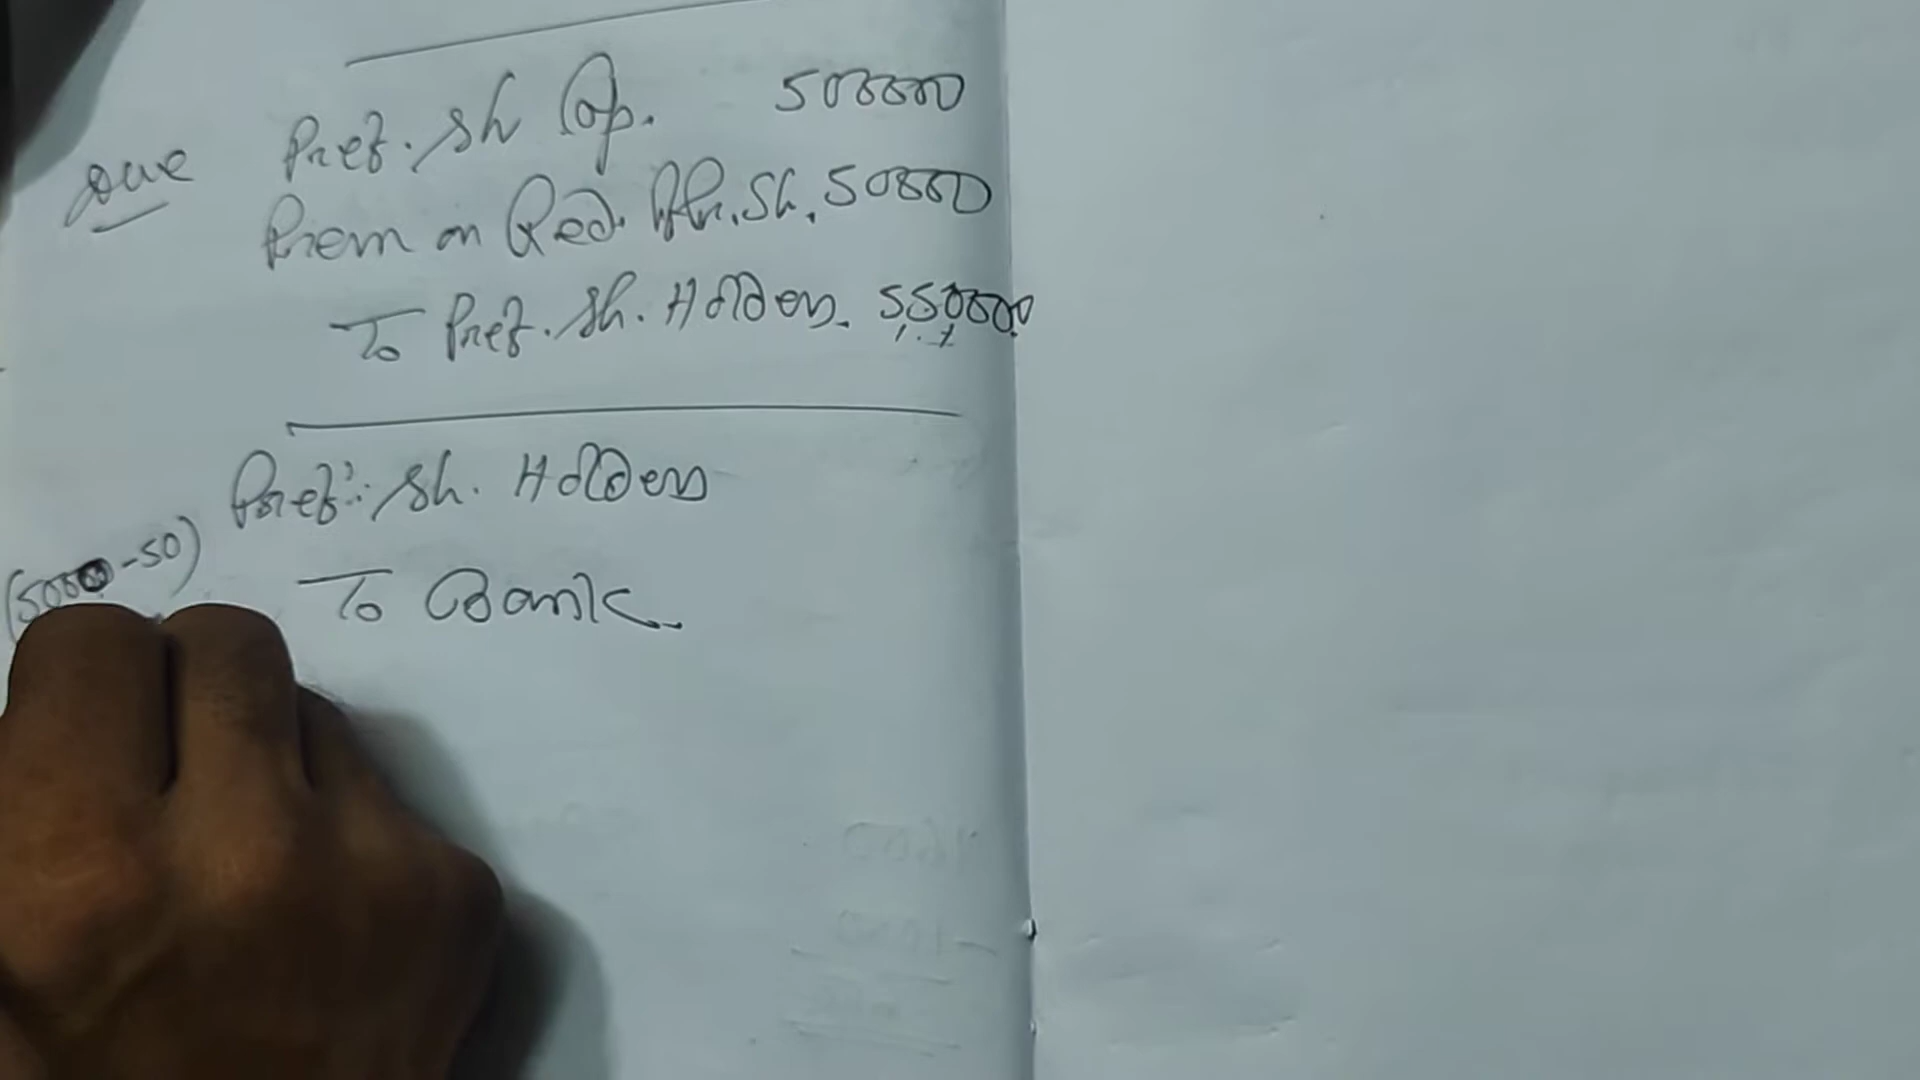 Pref. Sh Cap. 500000
due
Prem on Red. Pr. Sh. 50000
To Pref. Sh. Holders. 550000
Pref. Sh. Holders
(5000-50)
To Bank